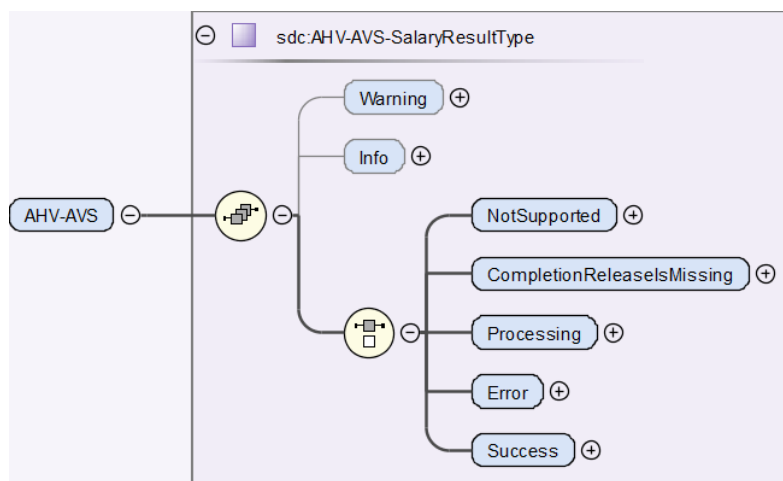 sdc:AHV-AVS-SalaryResultType
Warning
Info
AHV-AVS
NotSupported
CompletionReleaseIsMissing
Processing
Error
Success